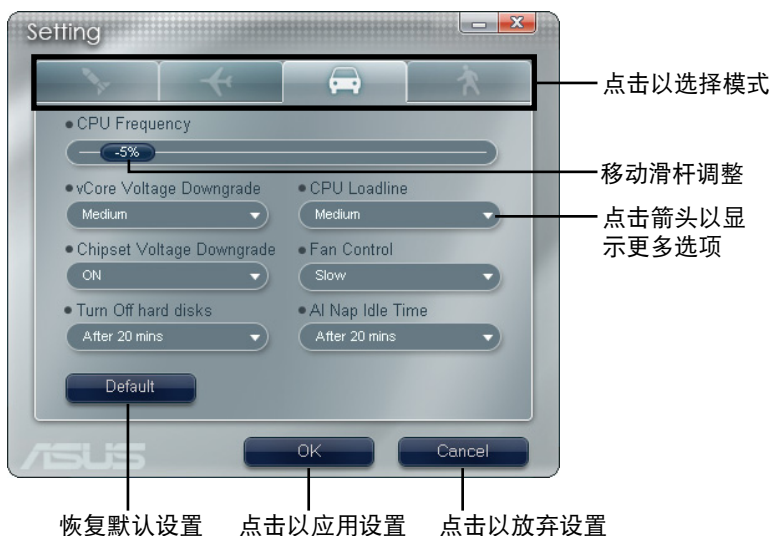 Setting
点击以选择模式
CPU Frequency
-5%
移动滑杆调整
vCore Voltage Downgrade
CPU Loadline
Medium
Medium
点击箭头以显
示更多选项
Chipset Voltage Downgrade
Fan Control
ON
Slow
Turn Off hard disks
AI Nap Idle Time
After 20 mins
After 20 mins
Default
ASUS
OK
Cancel
恢复默认设置
点击以应用设置
点击以放弃设置